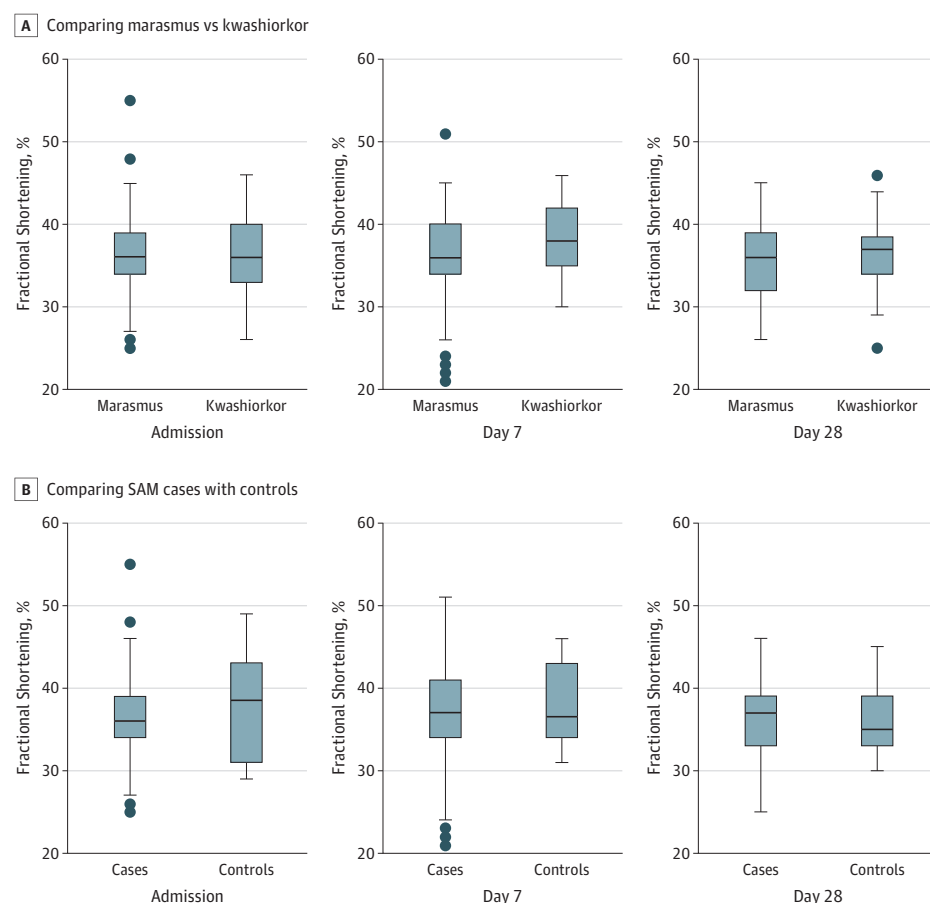 A Comparing marasmus vs kwashiorkor
60
50
40
30
20
Fractional Shortening, %
Marasmus Kwashiorkor
Admission
60
50
40
30
20
Fractional Shortening, %
Marasmus Kwashiorkor
Day 7
60
50
40
30
20
Fractional Shortening, %
Marasmus Kwashiorkor
Day 28
B Comparing SAM cases with controls
60
50
40
30
20
Fractional Shortening, %
Cases Controls
Admission
60
50
40
30
20
Fractional Shortening, %
Cases Controls
Day 7
60
50
40
30
20
Fractional Shortening, %
Cases Controls
Day 28